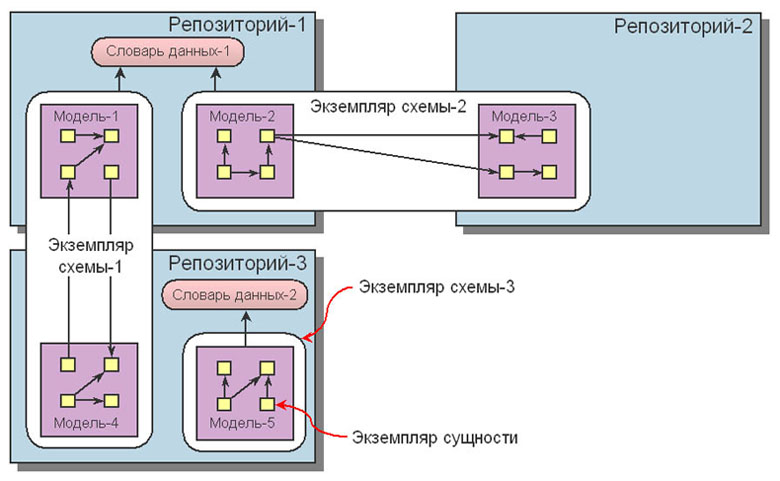 Репозиторий-1
Репозиторий-2
Словарь данных-1
Модель-1
Модель-2
Экземпляр схемы-2
Модель-3
Экземпляр
схемы-1
Репозиторий-3
Словарь данных-2
Экземпляр схемы-3
Модель-4
Модель-5
Экземпляр сущности